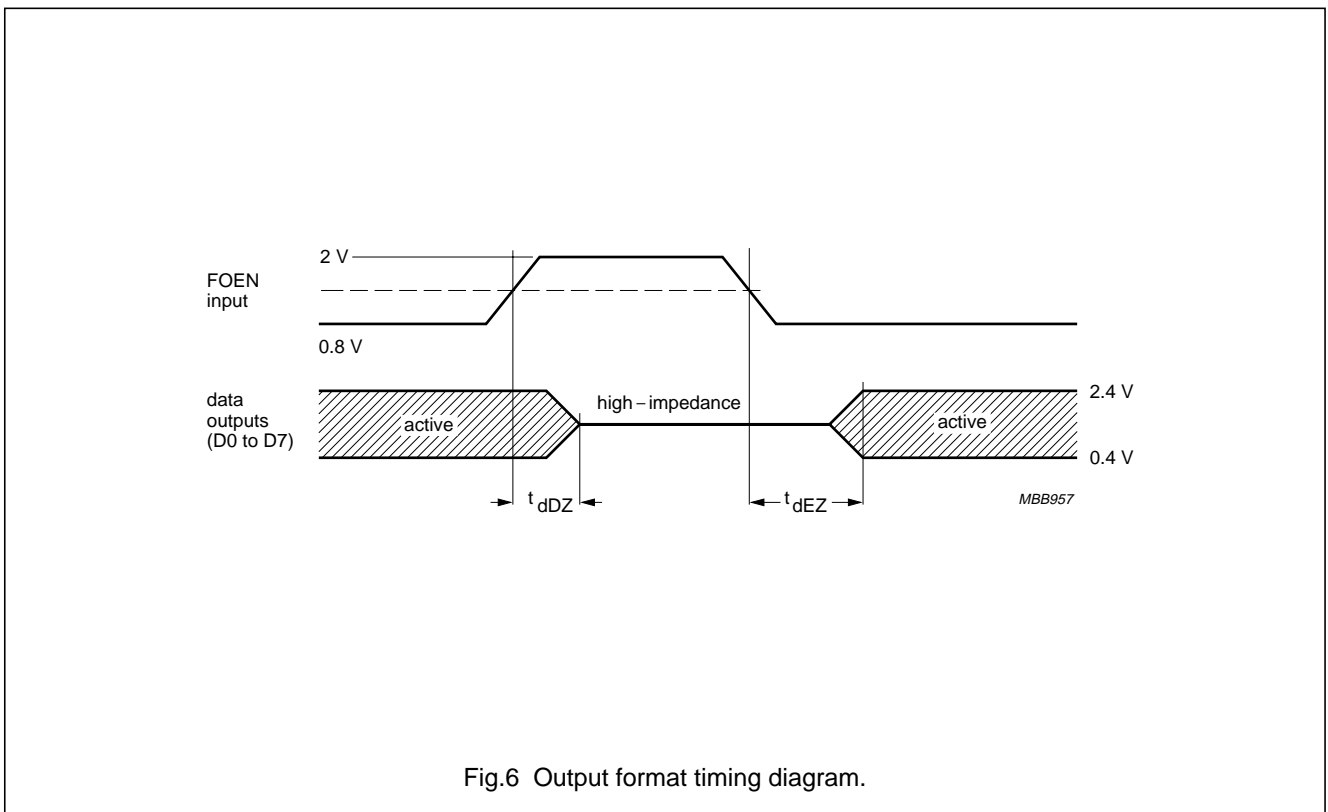 2 V
FOEN
input
0.8 V
data
outputs
(D0 to D7)
active
high – impedance
active
2.4 V
0.4 V
t dDZ
t dEZ
MBB957
Fig.6 Output format timing diagram.